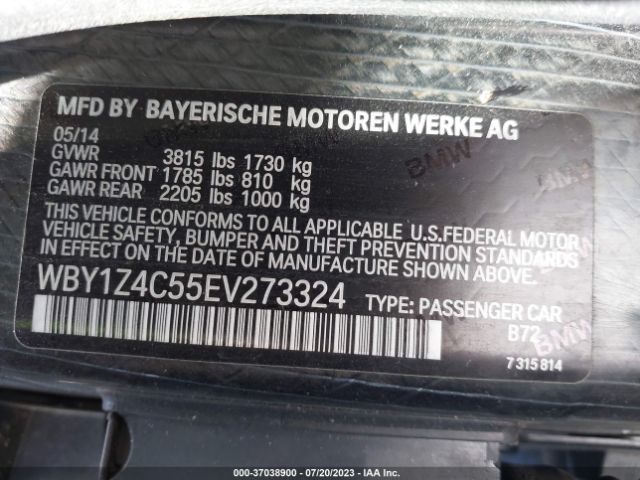 MFD BY BAYERISCHE MOTOREN WERKE AG
05/14
GVWR 3815 lbs 1730 kg
GAWR FRONT 1785 lbs 810 kg
GAWR REAR 2205 lbs 1000 kg
THIS VEHICLE CONFORMS TO ALL APPLICABLE U.S.FEDERAL MOTOR
VEHICLE SAFETY, BUMPER AND THEFT PREVENTION STANDARDS
IN EFFECT ON THE DATE OF MANUFACTURE SHOWN ABOVE.
WBY1Z4C55EV273324 TYPE: PASSENGER CAR
B72
7 315 814
BMW
BMW
BMW
000-37038900 - 07/20/2023 - IAA Inc.